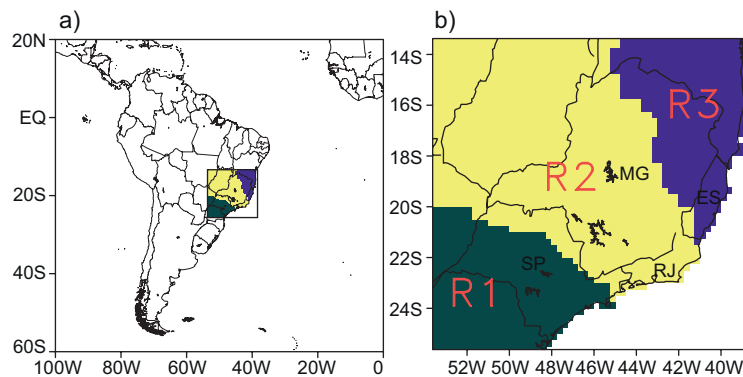 a)
20N
EQ
20S
40S
60S
100W 80W 60W 40W 20W 0
b)
14S
16S
18S
20S
22S
24S
52W 50W 48W 46W 44W 42W 40W
R3
R2
MG
ES
RJ
SP
R1